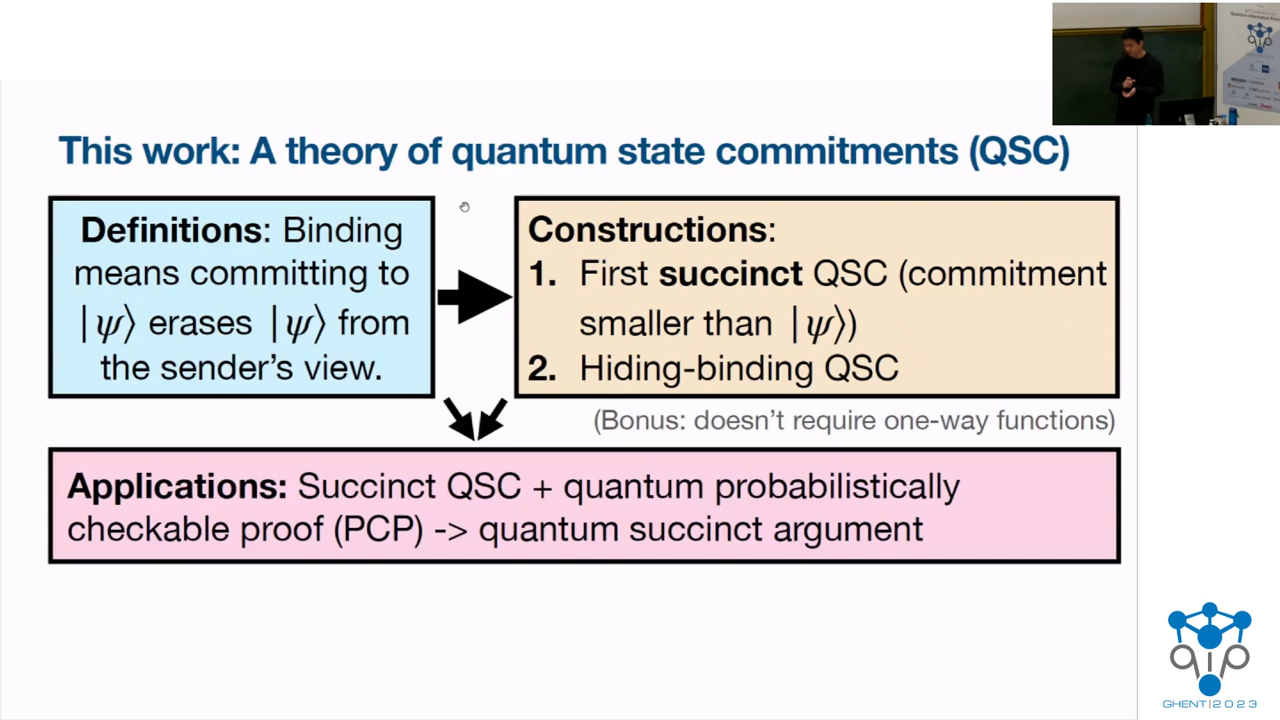 This work: A theory of quantum state commitments (QSC)
Definitions: Binding
means committing to
|ψ⟩ erases |ψ⟩ from
the sender's view.
Constructions:
1. First succinct QSC (commitment
smaller than |ψ⟩)
2. Hiding-binding QSC
(Bonus: doesn't require one-way functions)
Applications: Succinct QSC + quantum probabilistically
checkable proof (PCP) -> quantum succinct argument
qip
GHENT|2023